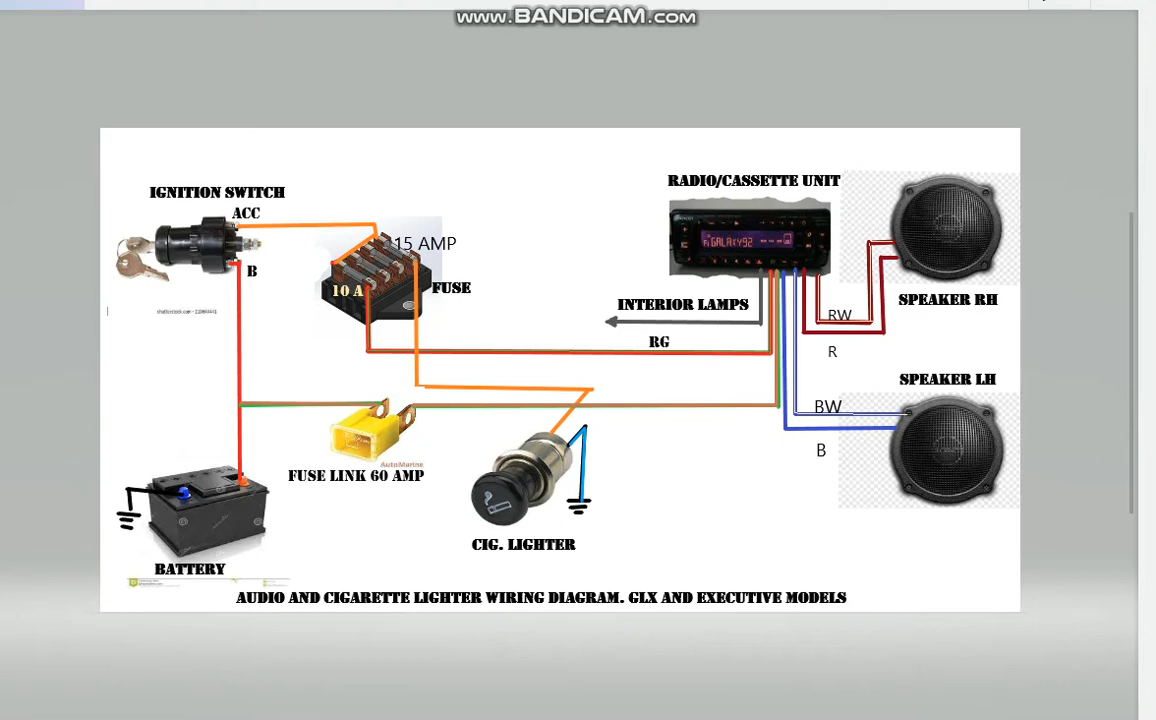 www.BANDICAM.com
IGNITION SWITCH
ACC
B
15 AMP
10 A
FUSE
RADIO/CASSETTE UNIT
GALAXY92
INTERIOR LAMPS
RG
RW
R
SPEAKER RH
SPEAKER LH
BW
B
AutoMarine
FUSE LINK 60 AMP
CIG. LIGHTER
BATTERY
AUDIO AND CIGARETTE LIGHTER WIRING DIAGRAM. GLX AND EXECUTIVE MODELS